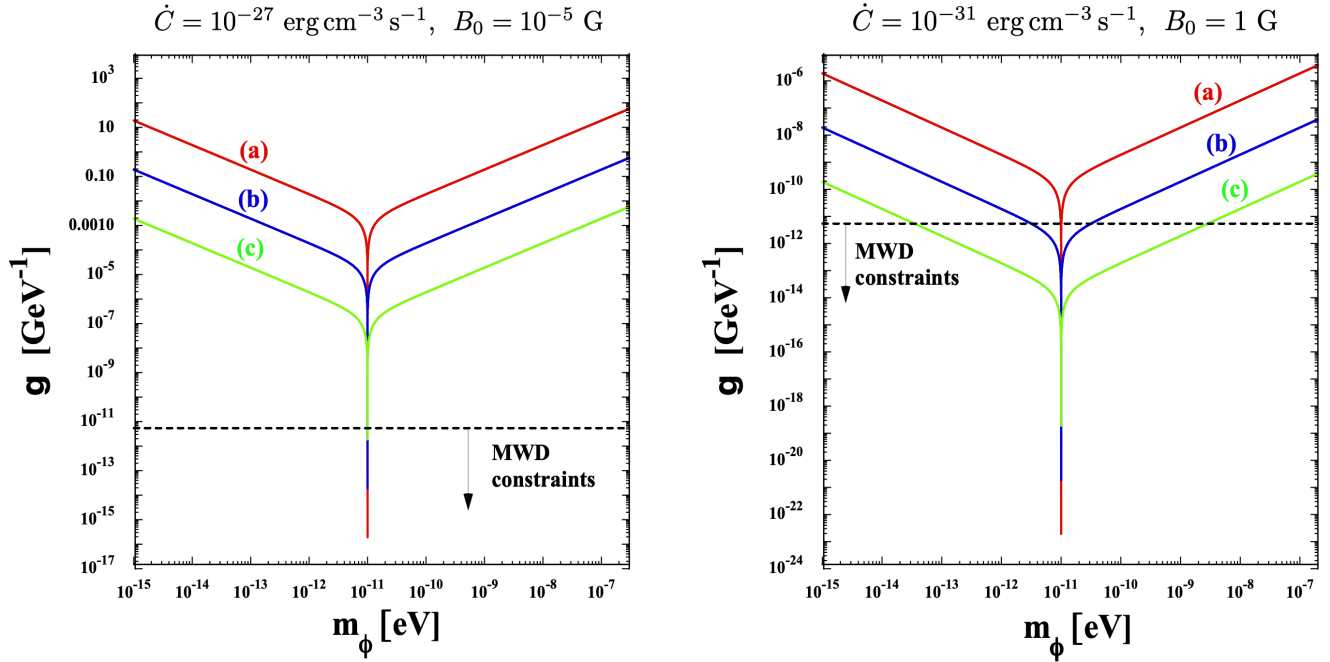 Ċ = 10⁻²⁷ erg cm⁻³ s⁻¹, B₀ = 10⁻⁵ G
10³
10
0.10
0.0010
10⁻⁵
10⁻⁷
10⁻⁹
10⁻¹¹
10⁻¹³
10⁻¹⁵
10⁻¹⁷
g [GeV⁻¹]
(a)
(b)
(c)
MWD
constraints
10⁻¹⁵ 10⁻¹⁴ 10⁻¹³ 10⁻¹² 10⁻¹¹ 10⁻¹⁰ 10⁻⁹ 10⁻⁸ 10⁻⁷
m_ϕ [eV]
Ċ = 10⁻³¹ erg cm⁻³ s⁻¹, B₀ = 1 G
10⁻⁶
10⁻⁸
10⁻¹⁰
10⁻¹²
10⁻¹⁴
10⁻¹⁶
10⁻¹⁸
10⁻²⁰
10⁻²²
10⁻²⁴
g [GeV⁻¹]
(a)
(b)
(c)
MWD
constraints
10⁻¹⁵ 10⁻¹⁴ 10⁻¹³ 10⁻¹² 10⁻¹¹ 10⁻¹⁰ 10⁻⁹ 10⁻⁸ 10⁻⁷
m_ϕ [eV]